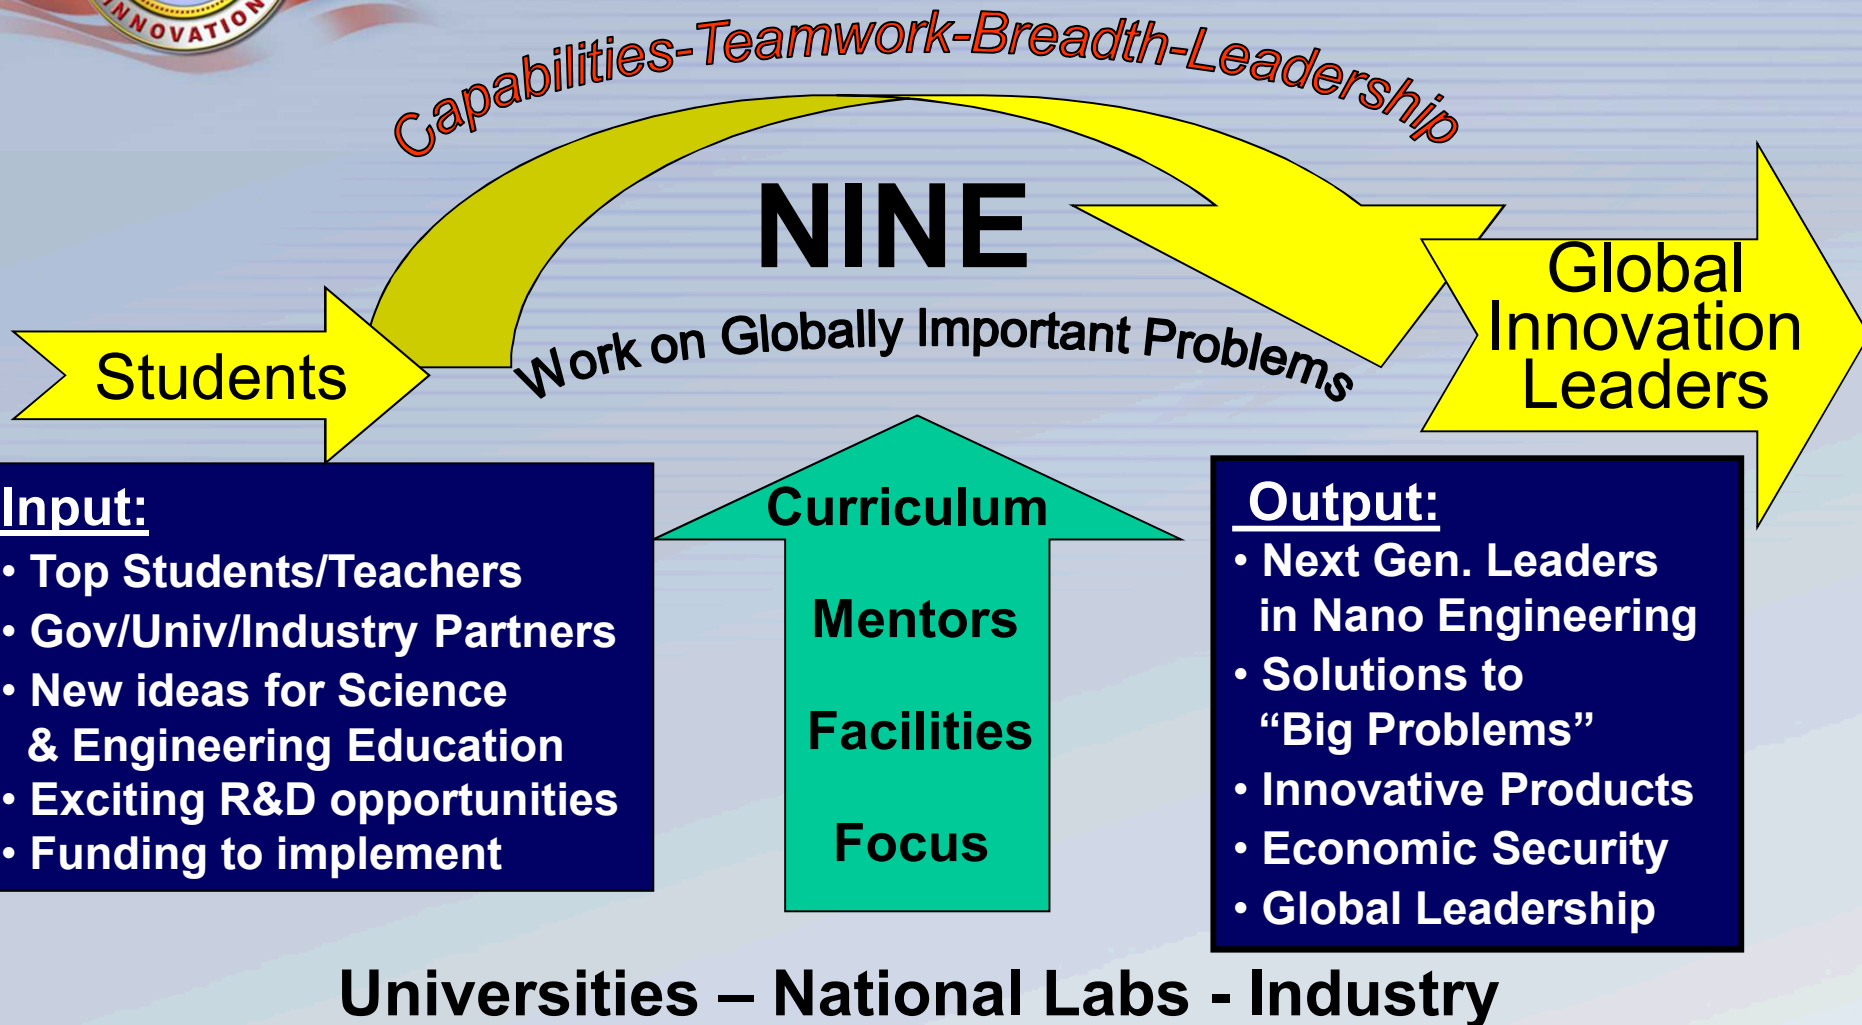 INNOVATION
Capabilities-Teamwork-Breadth-Leadership
NINE
Work on Globally Important Problems
Students
Global
Innovation
Leaders
Input:
• Top Students/Teachers
• Gov/Univ/Industry Partners
• New ideas for Science
& Engineering Education
• Exciting R&D opportunities
• Funding to implement
Curriculum
Mentors
Facilities
Focus
Output:
• Next Gen. Leaders
in Nano Engineering
• Solutions to
“Big Problems”
• Innovative Products
• Economic Security
• Global Leadership
Universities – National Labs - Industry